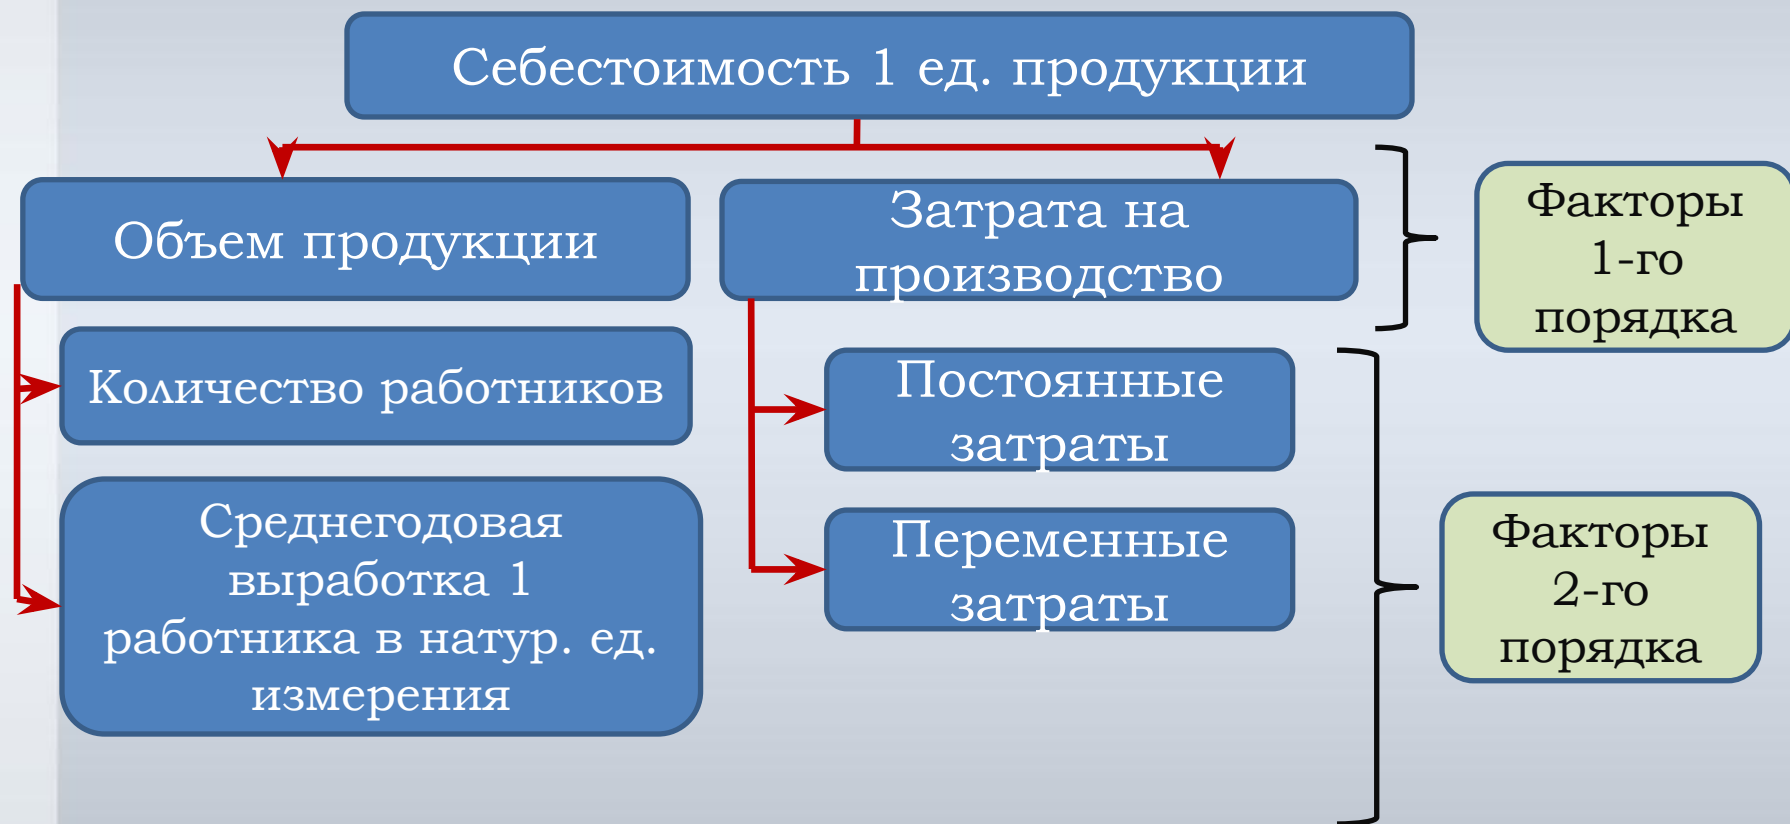 Себестоимость 1 ед. продукции
Объем продукции
Затрата на
производство
Факторы
1-го
порядка
Количество работников
Постоянные
затраты
Среднегодовая
выработка 1
работника в натур. ед.
измерения
Переменные
затраты
Факторы
2-го
порядка